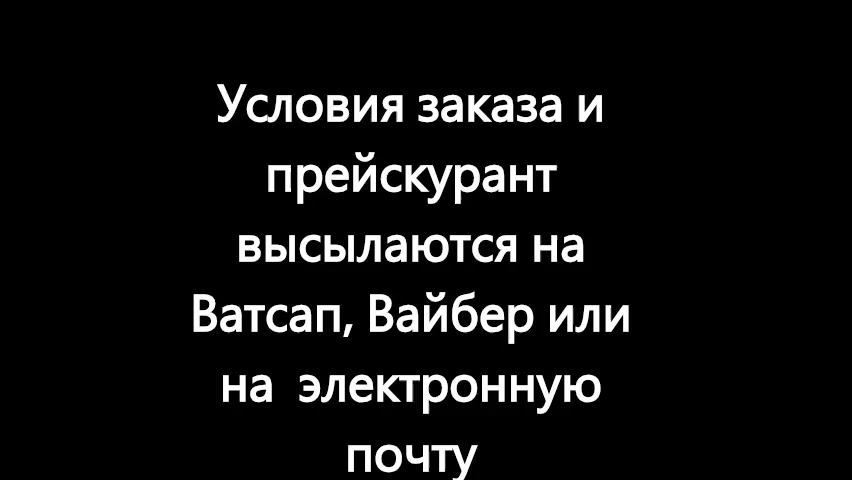 Условия заказа и
прейскурант
высылаются на
Ватсап, Вайбер или
на  электронную
почту